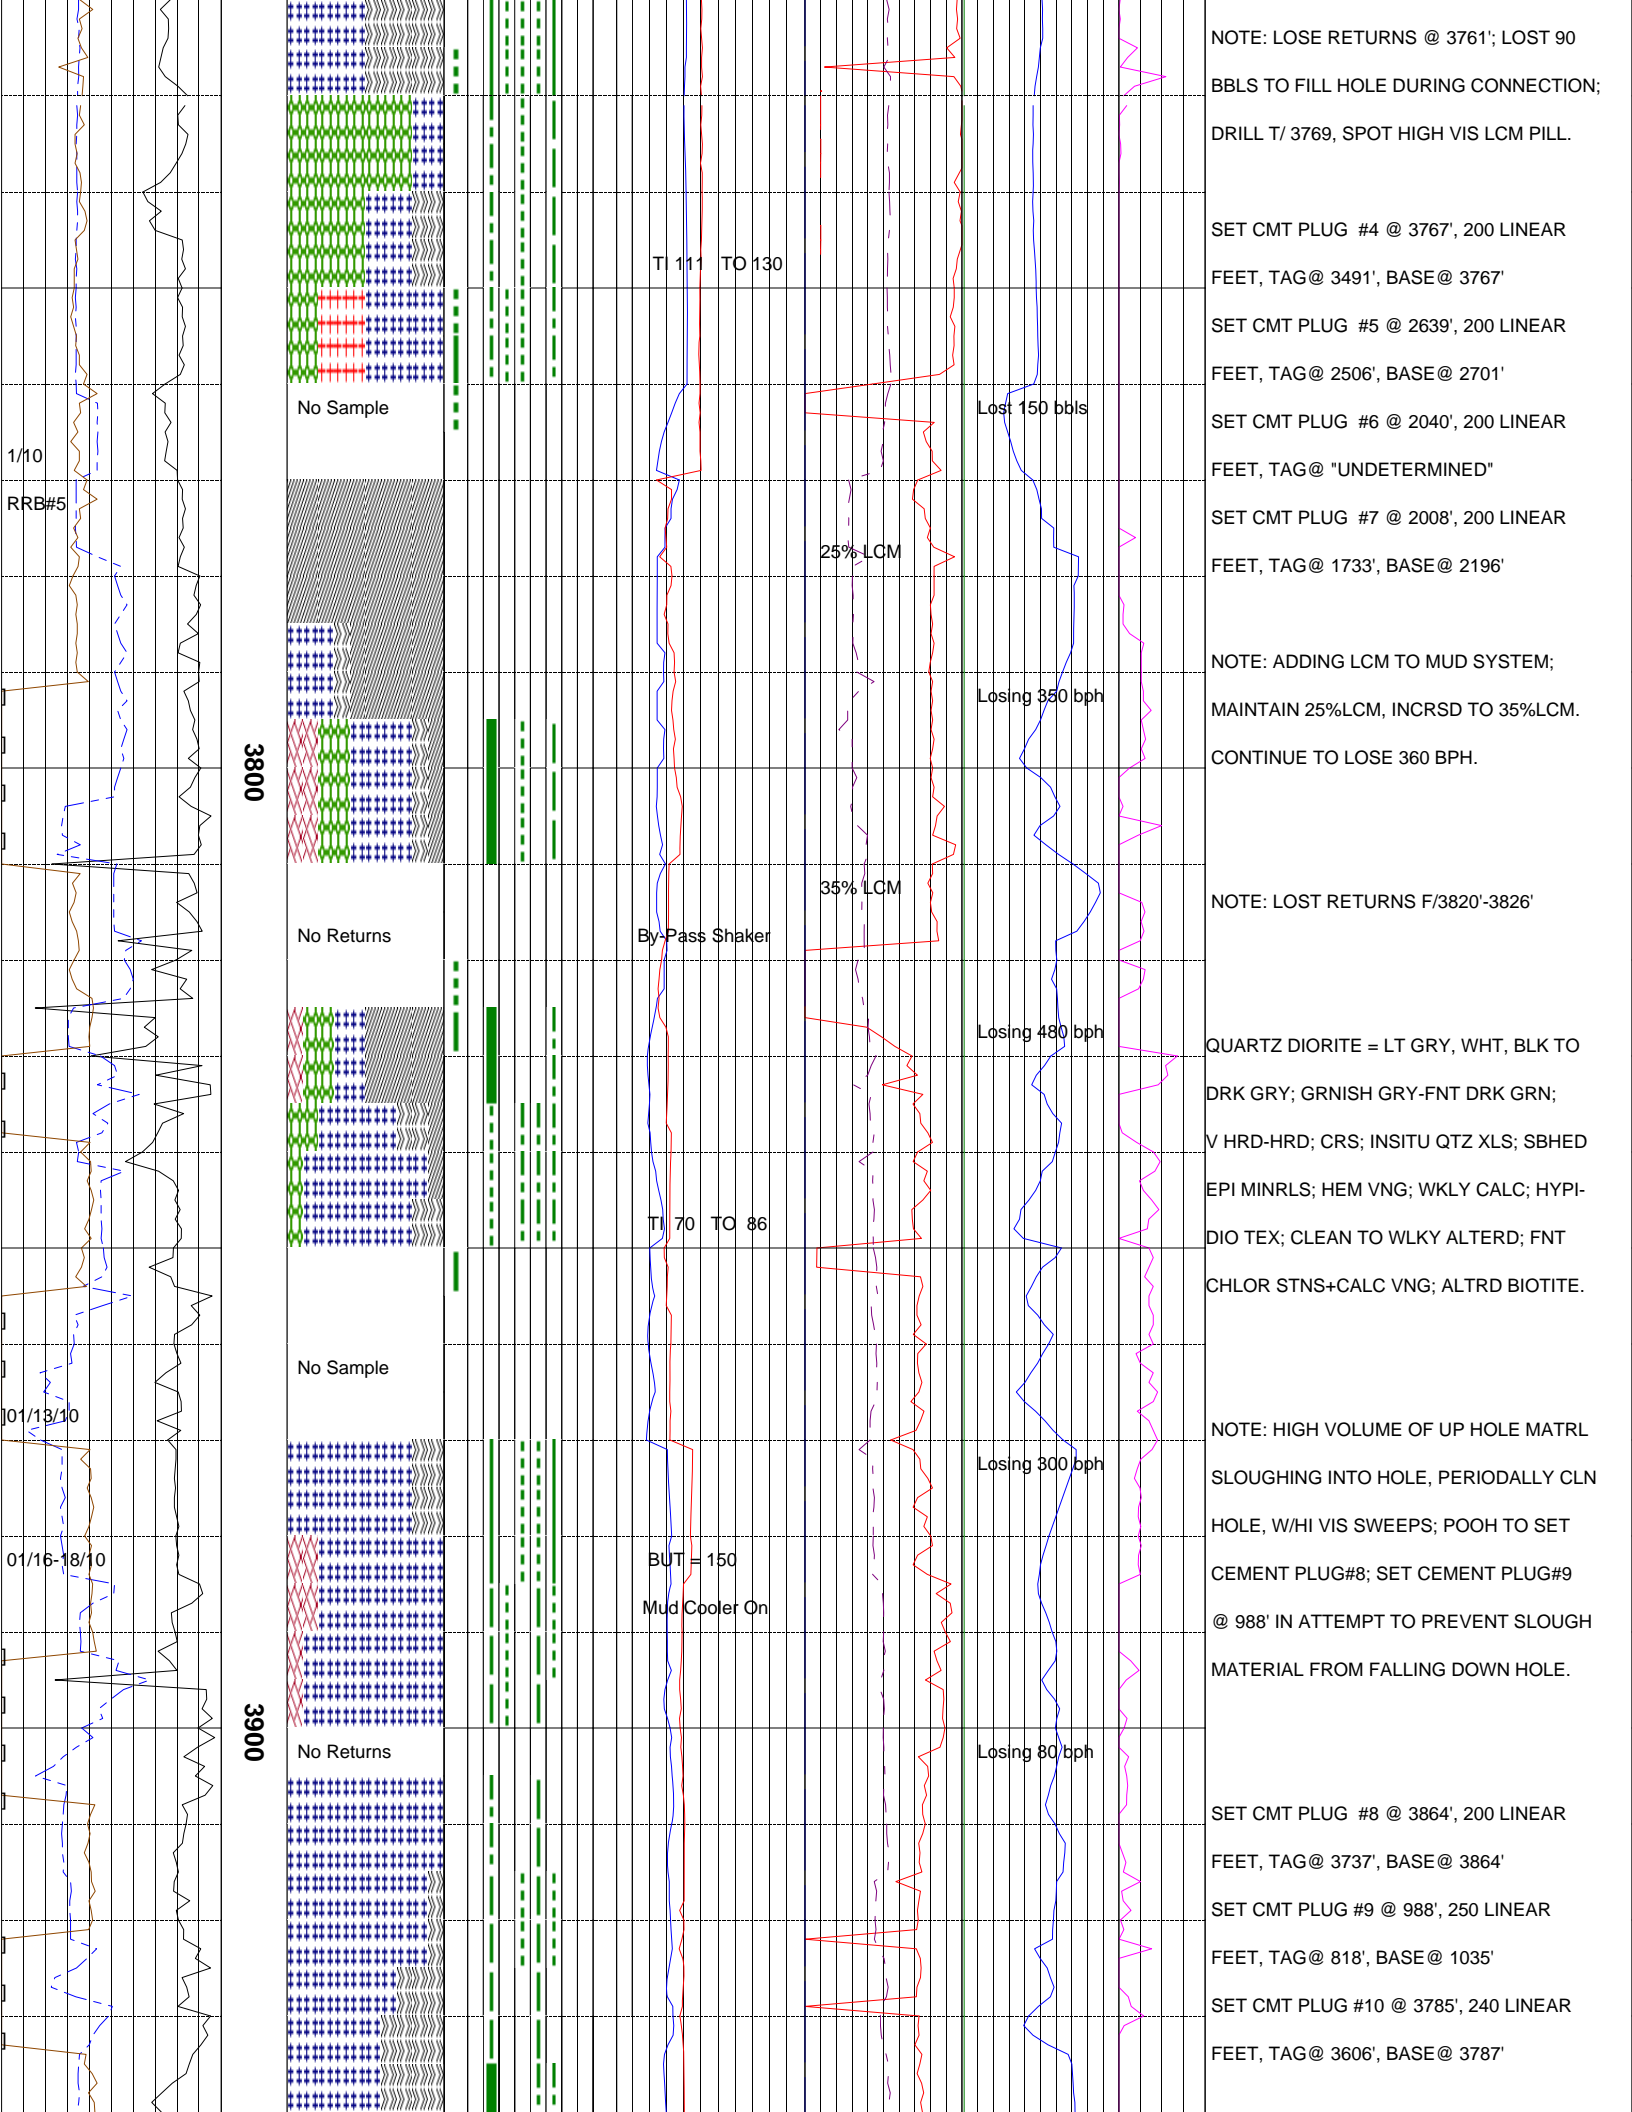 NOTE: LOSE RETURNS @ 3761'; LOST 90
BBLS TO FILL HOLE DURING CONNECTION;
DRILL T/ 3769, SPOT HIGH VIS LCM PILL.
SET CMT PLUG  #4 @ 3767', 200 LINEAR
TI 111   TO 130
FEET, TAG@ 3491', BASE@ 3767'
SET CMT PLUG  #5 @ 2639', 200 LINEAR
FEET, TAG@ 2506', BASE@ 2701'
No Sample
Lost 150 bbls
SET CMT PLUG  #6 @ 2040', 200 LINEAR
1/10
FEET, TAG@ "UNDETERMINED"
RRB#5
SET CMT PLUG  #7 @ 2008', 200 LINEAR
25% LCM
FEET, TAG@ 1733', BASE@ 2196'
NOTE: ADDING LCM TO MUD SYSTEM;
Losing 350 bph
MAINTAIN 25%LCM, INCRSD TO 35%LCM.
3800
CONTINUE TO LOSE 360 BPH.
35% LCM
NOTE: LOST RETURNS F/3820'-3826'
No Returns
By-Pass Shaker
Losing 480 bph
QUARTZ DIORITE = LT GRY, WHT, BLK TO
DRK GRY; GRNISH GRY-FNT DRK GRN;
V HRD-HRD; CRS; INSITU QTZ XLS; SBHED
EPI MINRLS; HEM VNG; WKLY CALC; HYPI-
TI  70   TO  86
DIO TEX; CLEAN TO WLKY ALTERD; FNT
CHLOR STNS+CALC VNG; ALTRD BIOTITE.
No Sample
]01/13/10
NOTE: HIGH VOLUME OF UP HOLE MATRL
Losing 300 bph
SLOUGHING INTO HOLE, PERIODALLY CLN
HOLE, W/HI VIS SWEEPS; POOH TO SET
01/16-18/10
BUT = 150
CEMENT PLUG#8; SET CEMENT PLUG#9
Mud Cooler On
@ 988' IN ATTEMPT TO PREVENT SLOUGH
MATERIAL FROM FALLING DOWN HOLE.
3900
No Returns
Losing 80 bph
SET CMT PLUG  #8 @ 3864', 200 LINEAR
FEET, TAG@ 3737', BASE@ 3864'
SET CMT PLUG #9 @ 988', 250 LINEAR
FEET, TAG@ 818', BASE@ 1035'
SET CMT PLUG #10 @ 3785', 240 LINEAR
FEET, TAG@ 3606', BASE@ 3787'